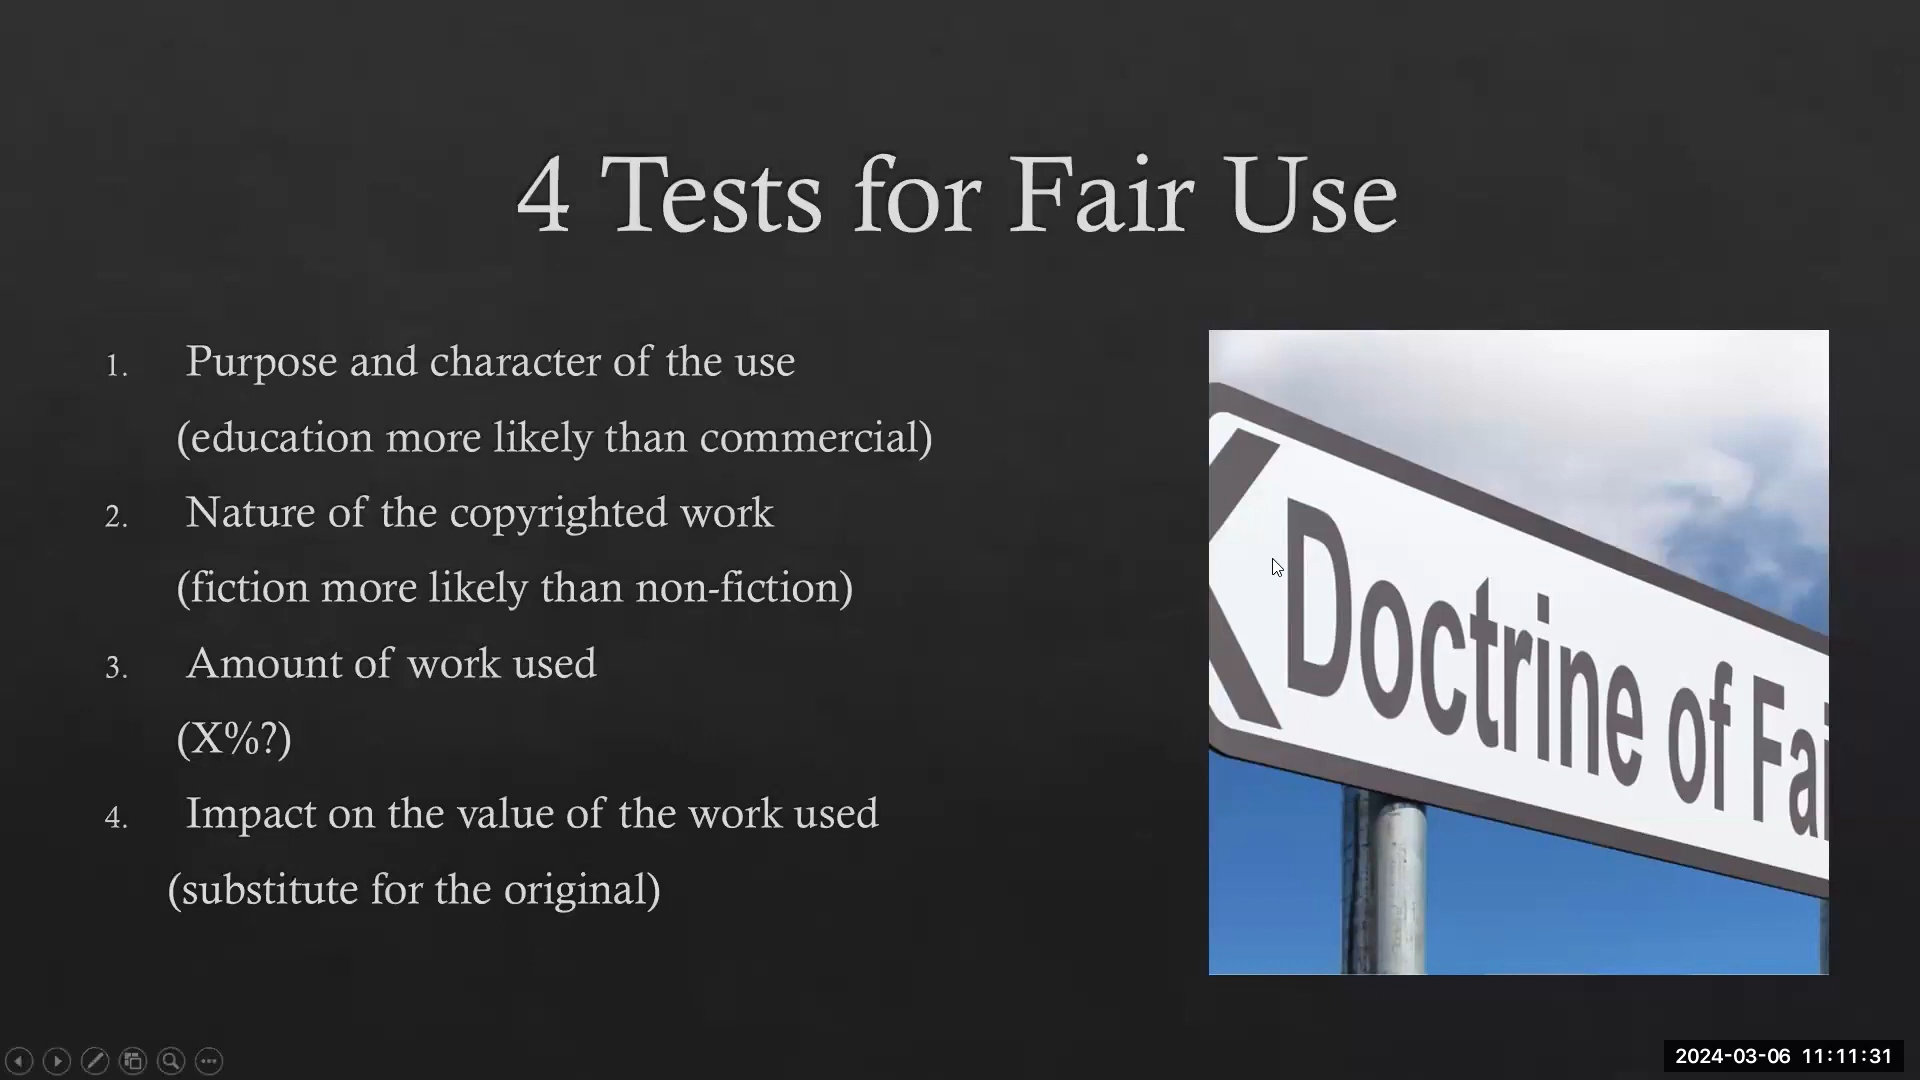 4 Tests for Fair Use
1. Purpose and character of the use
(education more likely than commercial)
2. Nature of the copyrighted work
(fiction more likely than non-fiction)
3. Amount of work used
(X%?)
4. Impact on the value of the work used
(substitute for the original)
Doctrine of Fai
2024-03-06 11:11:31